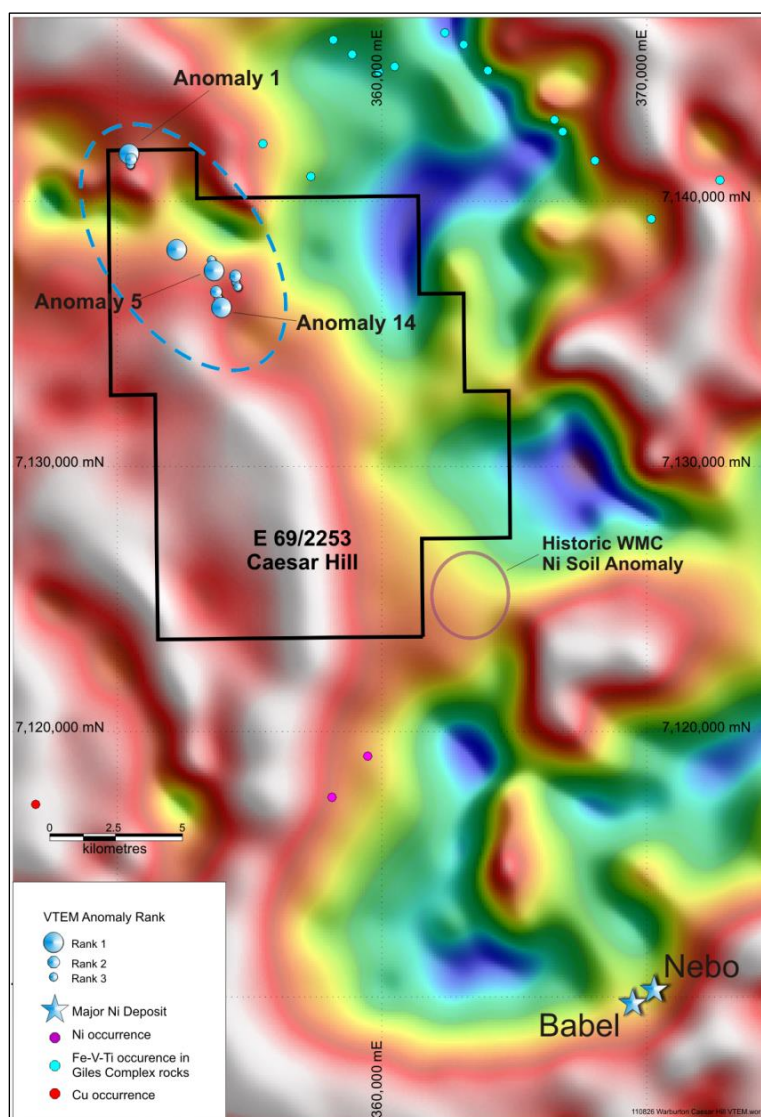 360,000 mE
370,000 mE
Anomaly 1
7,140,000 mN
7,140,000 mN
Anomaly 5
Anomaly 14
7,130,000 mN
7,130,000 mN
E 69/2253
Caesar Hill
Historic WMC
Ni Soil Anomaly
7,120,000 mN
7,120,000 mN
0 2.5 5
kilometres
VTEM Anomaly Rank
Rank 1
Rank 2
Rank 3
Major Ni Deposit
Ni occurrence
Fe-V-Ti occurence in
Giles Complex rocks
Cu occurrence
Nebo
Babel
360,000 mE
110826 Warburton Caesar Hill VTEM.wor